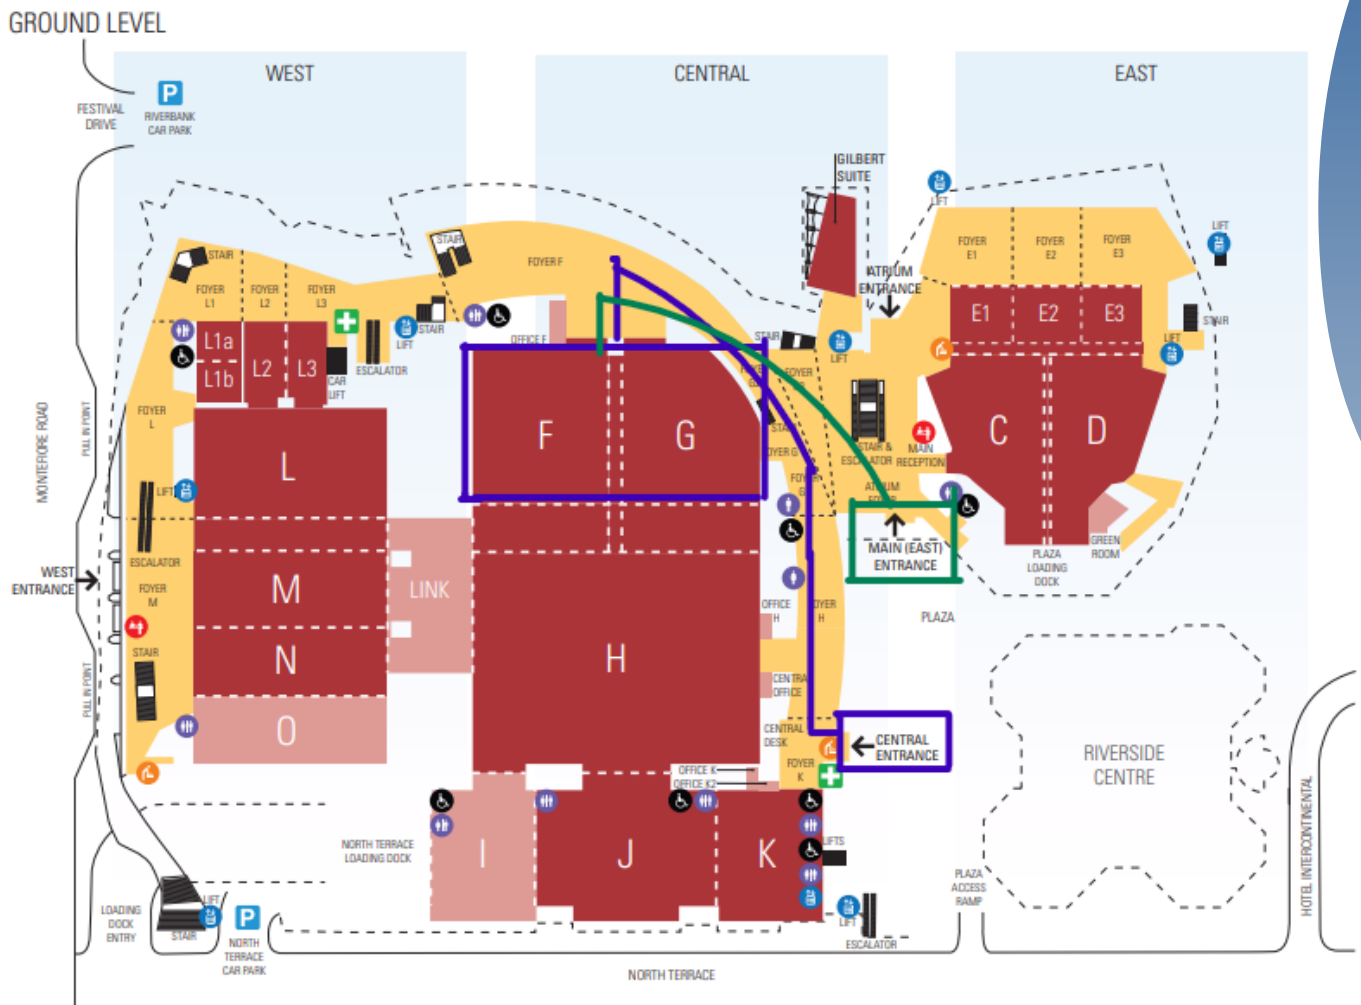 GROUND LEVEL
WEST
CENTRAL
EAST
FESTIVAL
DRIVE
P
RIVERBANK
CAR PARK
GILBERT
SUITE
LIFT
LIFT
STAIR
STAIR
FOYER F
FOYER
E1
FOYER
E2
FOYER
E3
ATRIUM
ENTRANCE
FOYER
L1
FOYER
L2
FOYER
L3
E1
E2
E3
STAIR
STAIR
OFFICE F
STAIR
LIFT
LIFT
LIFT
L1a
L1b
L2
L3
CAR
LIFT
ESCALATOR
FOYER
L
MONTEFIORE ROAD
PULL IN POINT
F
G
C
D
STAIR &
ESCALATOR
MAIN
RECEPTION
L
LIFT
ATRIUM
MAIN (EAST)
ENTRANCE
PLAZA
LOADING
DOCK
GREEN
ROOM
ESCALATOR
WEST
ENTRANCE
FOYER
M
M
LINK
OFFICE
H
PLAZA
STAIR
N
H
PULL IN POINT
O
CENTRAL
DESK
CENTRAL
ENTRANCE
FOYER
K
OFFICE K
OFFICE K2
RIVERSIDE
CENTRE
NORTH TERRACE
LOADING DOCK
I
J
K
LIFTS
HOTEL INTERCONTINENTAL
PLAZA
ACCESS
RAMP
LOADING
DOCK
ENTRY
LIFT
STAIR
P
NORTH
TERRACE
CAR PARK
LIFT
ESCALATOR
NORTH TERRACE